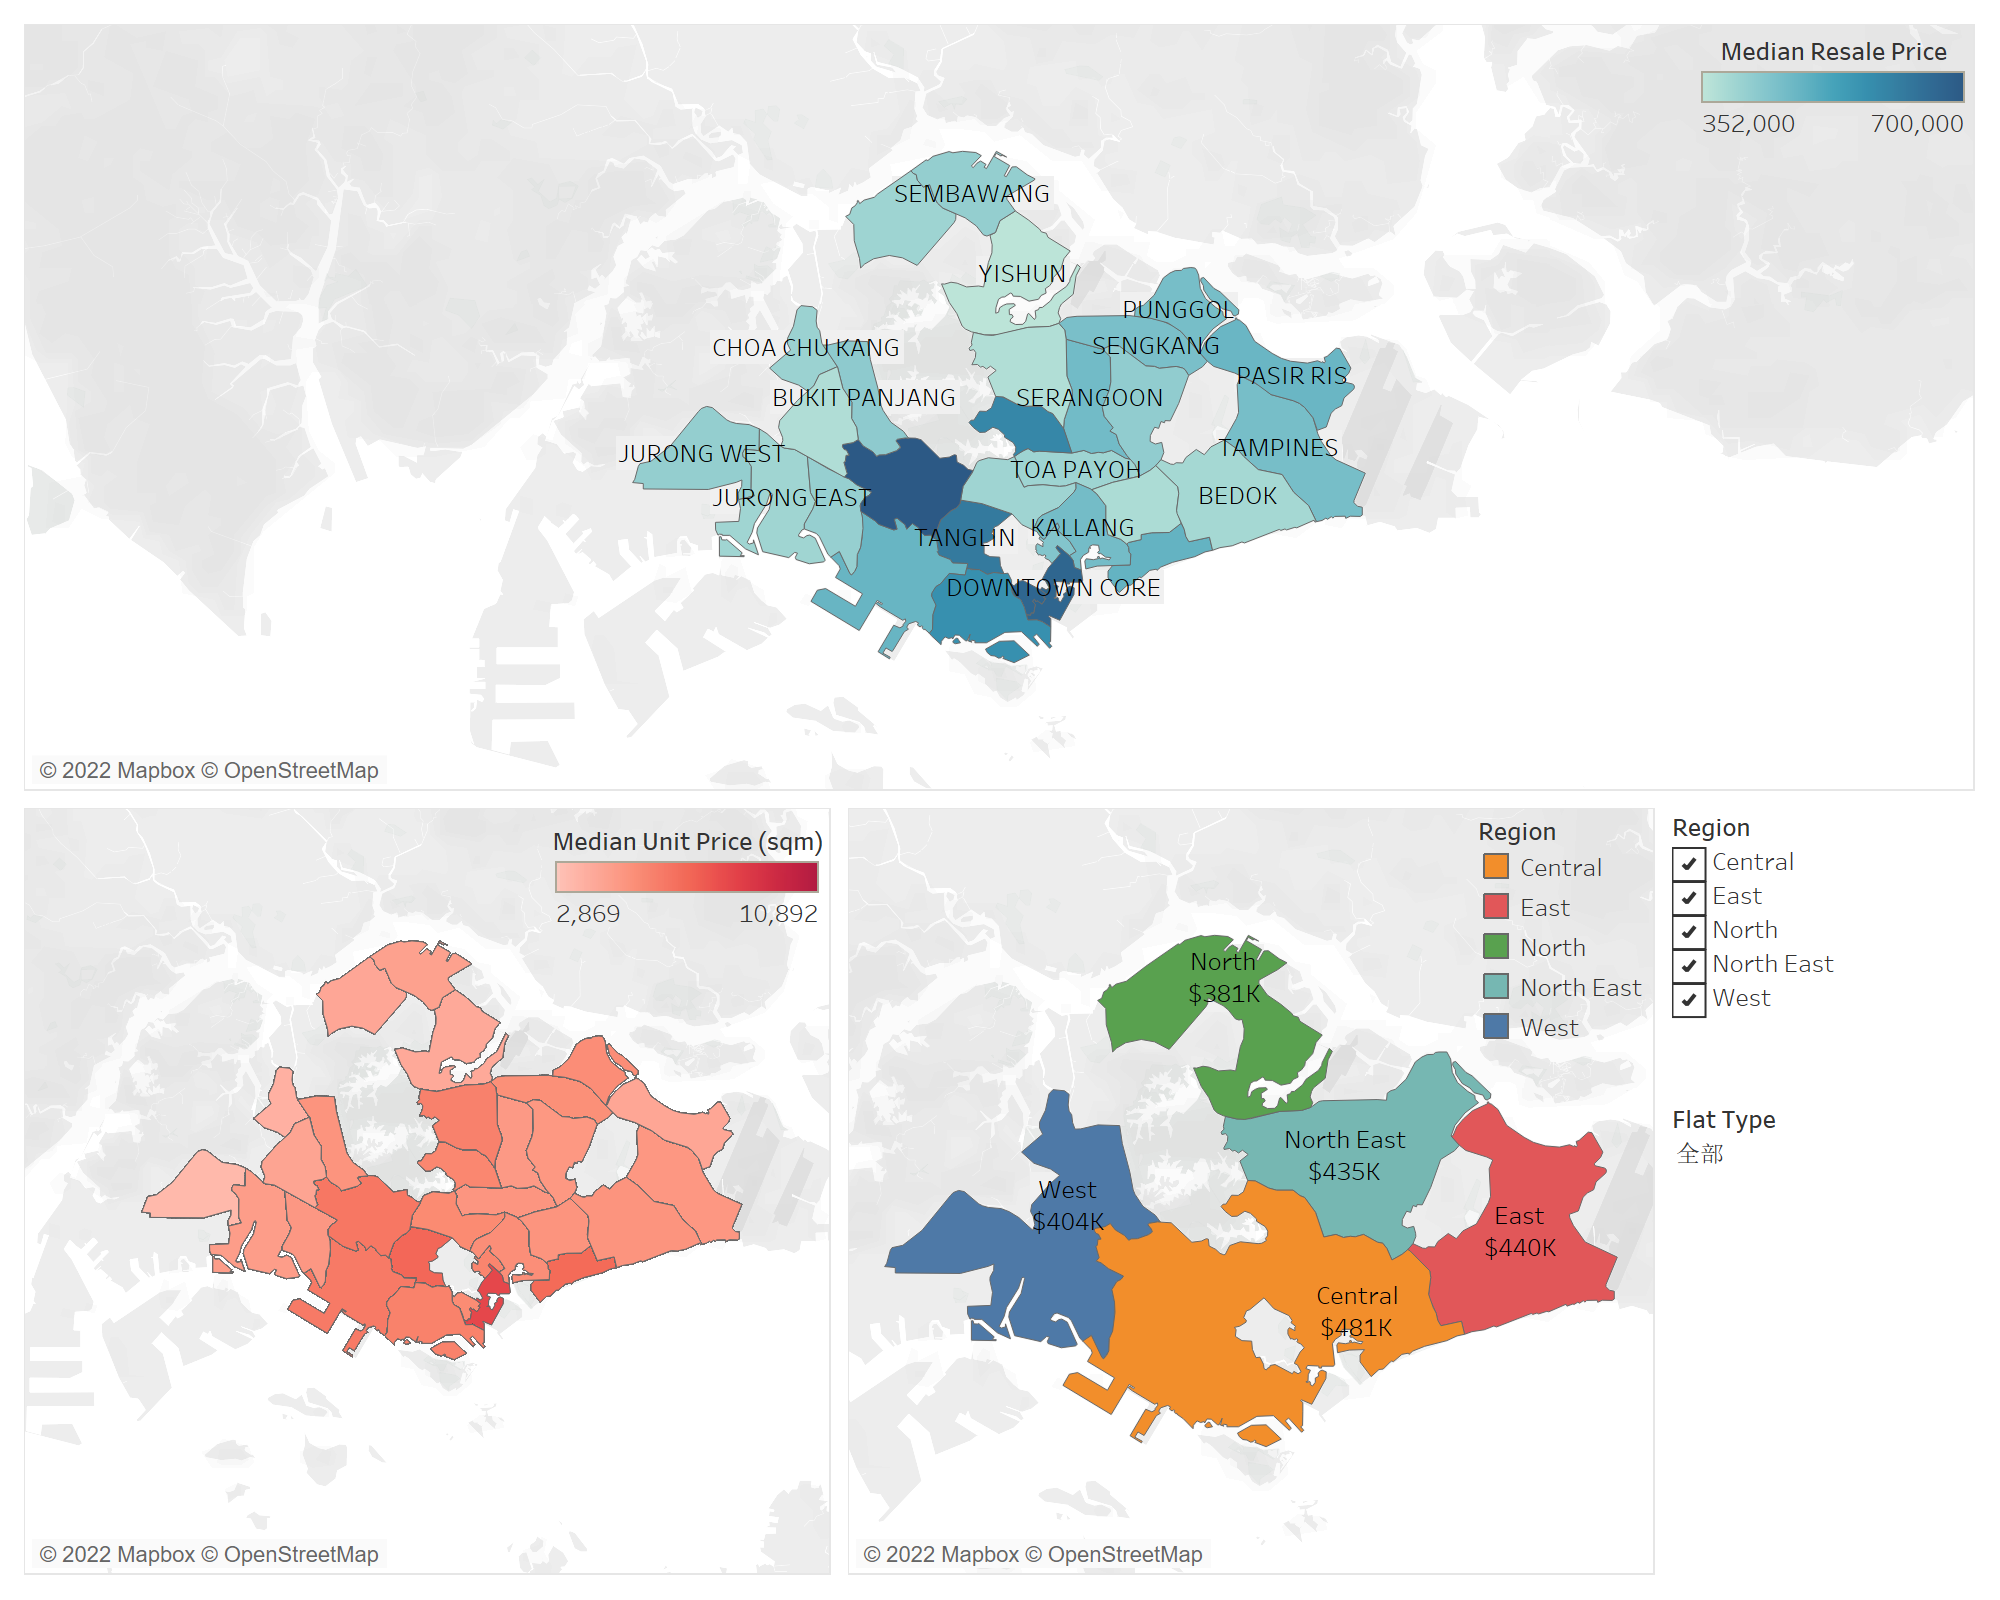 Median Resale Price
352,000 700,000
SEMBAWANG
YISHUN
PUNGGOL
CHOA CHU KANG
SENGKANG
PASIR RIS
BUKIT PANJANG
SERANGOON
JURONG WEST
TAMPINES
TOA PAYOH
JURONG EAST
BEDOK
TANGLIN
KALLANG
DOWNTOWN CORE
© 2022 Mapbox © OpenStreetMap
Median Unit Price (sqm)
2,869 10,892
© 2022 Mapbox © OpenStreetMap
Region
Central
East
North
North East
West
North
$381K
North East
$435K
West
$404K
East
$440K
Central
$481K
© 2022 Mapbox © OpenStreetMap
Region
Central
East
North
North East
West
Flat Type
全部